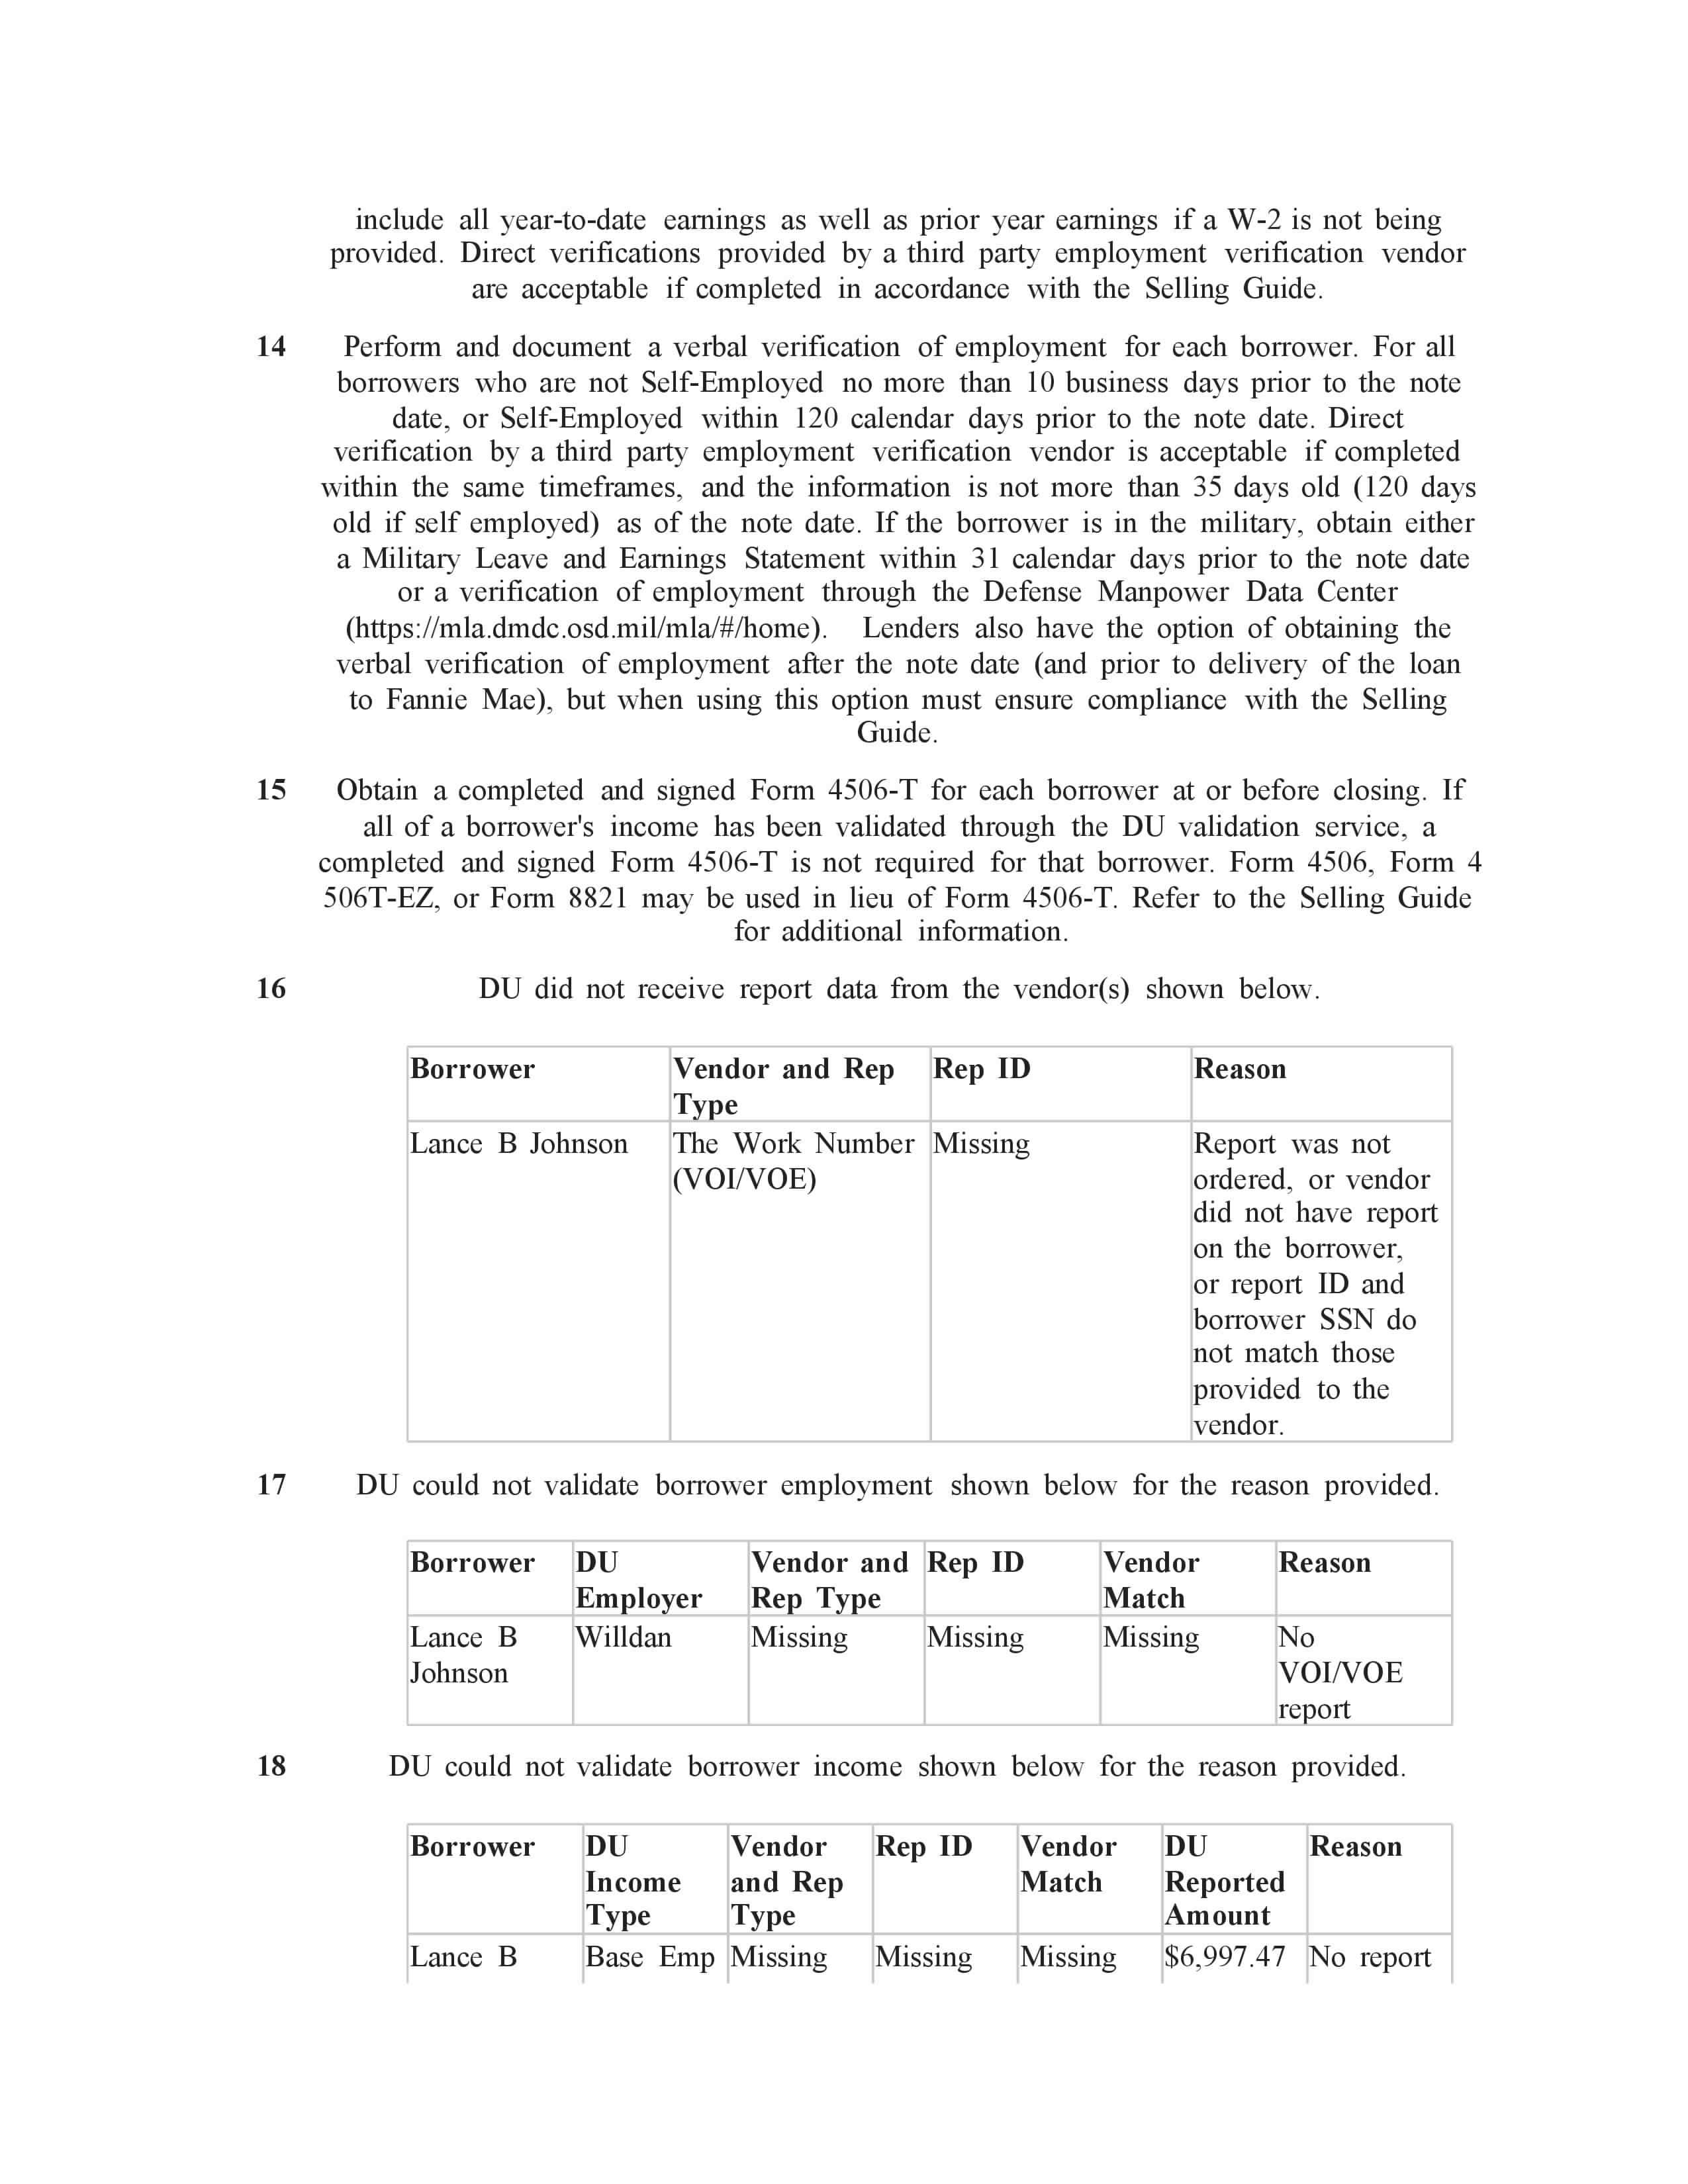 include all year-to-date earnings as well as prior year earnings if a W-2 is not being
provided. Direct verifications provided by a third party employment verification vendor
are acceptable if completed in accordance with the Selling Guide.
14 Perform and document a verbal verification of employment for each borrower. For all
borrowers who are not Self-Employed no more than 10 business days prior to the note
date, or Self-Employed within 120 calendar days prior to the note date. Direct
verification by a third party employment verification vendor is acceptable if completed
within the same timeframes, and the information is not more than 35 days old (120 days
old if self employed) as of the note date. If the borrower is in the military, obtain either
a Military Leave and Earnings Statement within 31 calendar days prior to the note date
or a verification of employment through the Defense Manpower Data Center
(https://mla.dmdc.osd.mil/mla/#/home). Lenders also have the option of obtaining the
verbal verification of employment after the note date (and prior to delivery of the loan
to Fannie Mae), but when using this option must ensure compliance with the Selling
Guide.
15 Obtain a completed and signed Form 4506-T for each borrower at or before closing. If
all of a borrower's income has been validated through the DU validation service, a
completed and signed Form 4506-T is not required for that borrower. Form 4506, Form 4
506T-EZ, or Form 8821 may be used in lieu of Form 4506-T. Refer to the Selling Guide
for additional information.
16 DU did not receive report data from the vendor(s) shown below.
Borrower
Vendor and Rep
Type
Rep ID
Reason
Lance B Johnson
The Work Number
(VOI/VOE)
Missing
Report was not
ordered, or vendor
did not have report
on the borrower,
or report ID and
borrower SSN do
not match those
provided to the
vendor.
17 DU could not validate borrower employment shown below for the reason provided.
Borrower
DU
Employer
Vendor and
Rep Type
Rep ID
Vendor
Match
Reason
Lance B
Johnson
Willdan
Missing
Missing
Missing
No
VOI/VOE
report
18 DU could not validate borrower income shown below for the reason provided.
Borrower
DU
Income
Type
Vendor
and Rep
Type
Rep ID
Vendor
Match
DU
Reported
Amount
Reason
Lance B
Base Emp
Missing
Missing
Missing
$6,997.47
No report